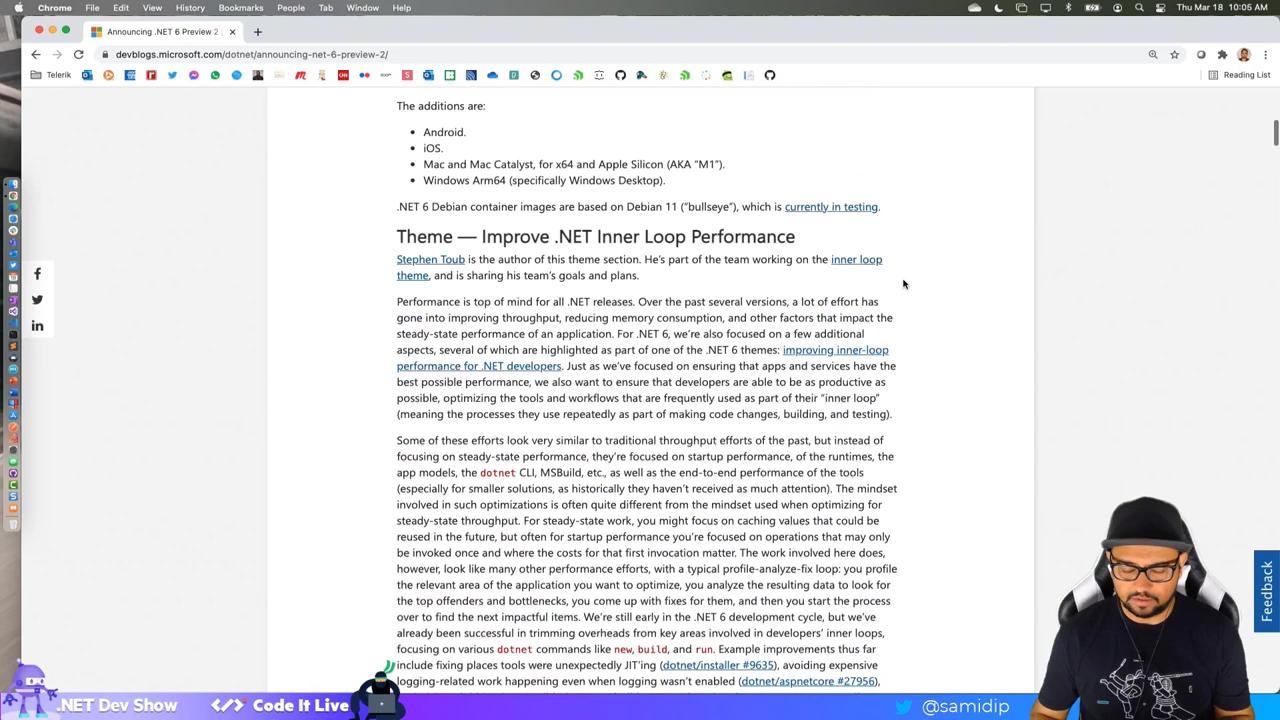 Chrome File Edit View History Bookmarks People Tab Window Help Thu Mar 18 10:05 AM
Announcing .NET 6 Preview 2
devblogs.microsoft.com/dotnet/announcing-net-6-preview-2/
Telerik Reading List
The additions are:
• Android.
• iOS.
• Mac and Mac Catalyst, for x64 and Apple Silicon (AKA “M1”).
• Windows Arm64 (specifically Windows Desktop).
.NET 6 Debian container images are based on Debian 11 (“bullseye”), which is currently in testing.
Theme — Improve .NET Inner Loop Performance
Stephen Toub is the author of this theme section. He’s part of the team working on the inner loop
theme, and is sharing his team’s goals and plans.
Performance is top of mind for all .NET releases. Over the past several versions, a lot of effort has
gone into improving throughput, reducing memory consumption, and other factors that impact the
steady-state performance of an application. For .NET 6, we’re also focused on a few additional
aspects, several of which are highlighted as part of one of the .NET 6 themes: improving inner-loop
performance for .NET developers. Just as we’ve focused on ensuring that apps and services have the
best possible performance, we also want to ensure that developers are able to be as productive as
possible, optimizing the tools and workflows that are frequently used as part of their “inner loop”
(meaning the processes they use repeatedly as part of making code changes, building, and testing).
Some of these efforts look very similar to traditional throughput efforts of the past, but instead of
focusing on steady-state performance, they’re focused on startup performance, of the runtimes, the
app models, the dotnet CLI, MSBuild, etc., as well as the end-to-end performance of the tools
(especially for smaller solutions, as historically they haven’t received as much attention). The mindset
involved in such optimizations is often quite different from the mindset used when optimizing for
steady-state throughput. For steady-state work, you might focus on caching values that could be
reused in the future, but often for startup performance you’re focused on operations that may only
be invoked once and where the costs for that first invocation matter. The work involved here does,
however, look like many other performance efforts, with a typical profile-analyze-fix loop: you profile
the relevant area of the application you want to optimize, you analyze the resulting data to look for
the top offenders and bottlenecks, you come up with fixes for them, and then you start the process
over to find the next impactful items. We’re still early in the .NET 6 development cycle, but we’ve
already been successful in trimming overheads from key areas involved in developers’ inner loops,
focusing on various dotnet commands like new, build, and run. Example improvements thus far
include fixing places tools were unexpectedly JIT’ing (dotnet/installer #9635), avoiding expensive
logging-related work happening even when logging wasn’t enabled (dotnet/aspnetcore #27956),
Feedback
.NET Dev Show </> Code It Live @samidip